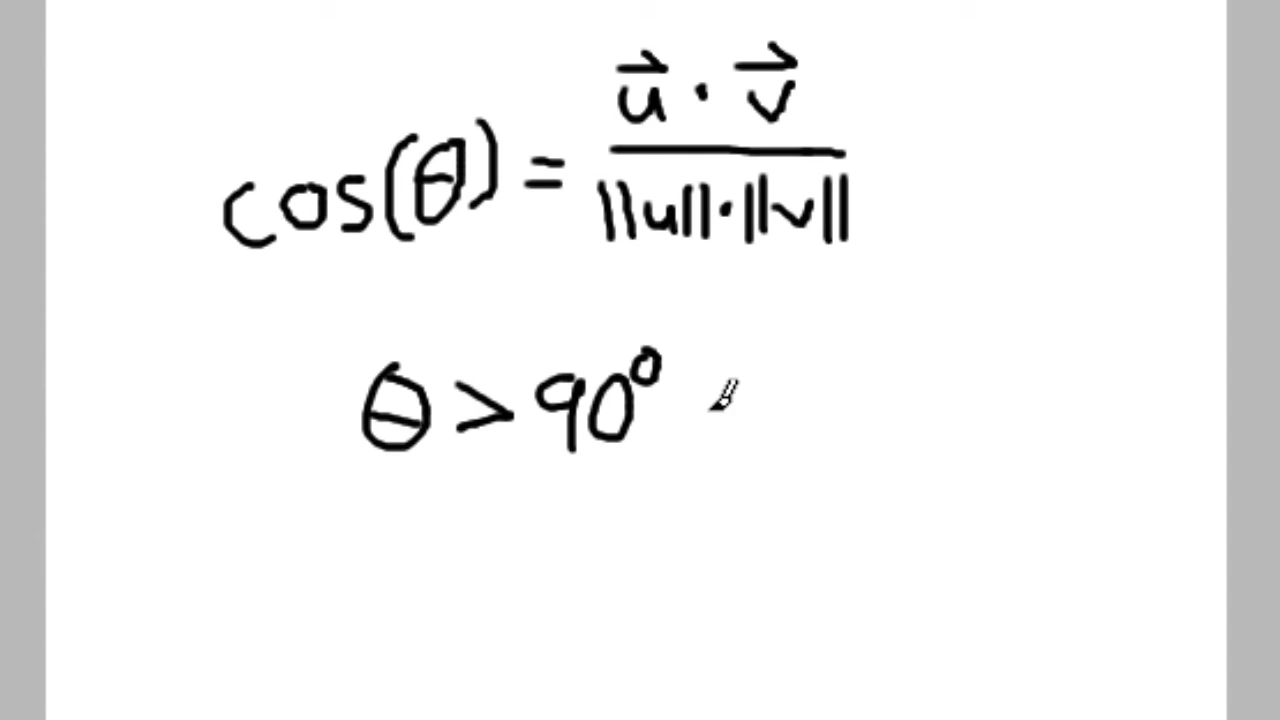 cos(θ) = u⃗ · v⃗ / ||u||·||v||
θ > 90°